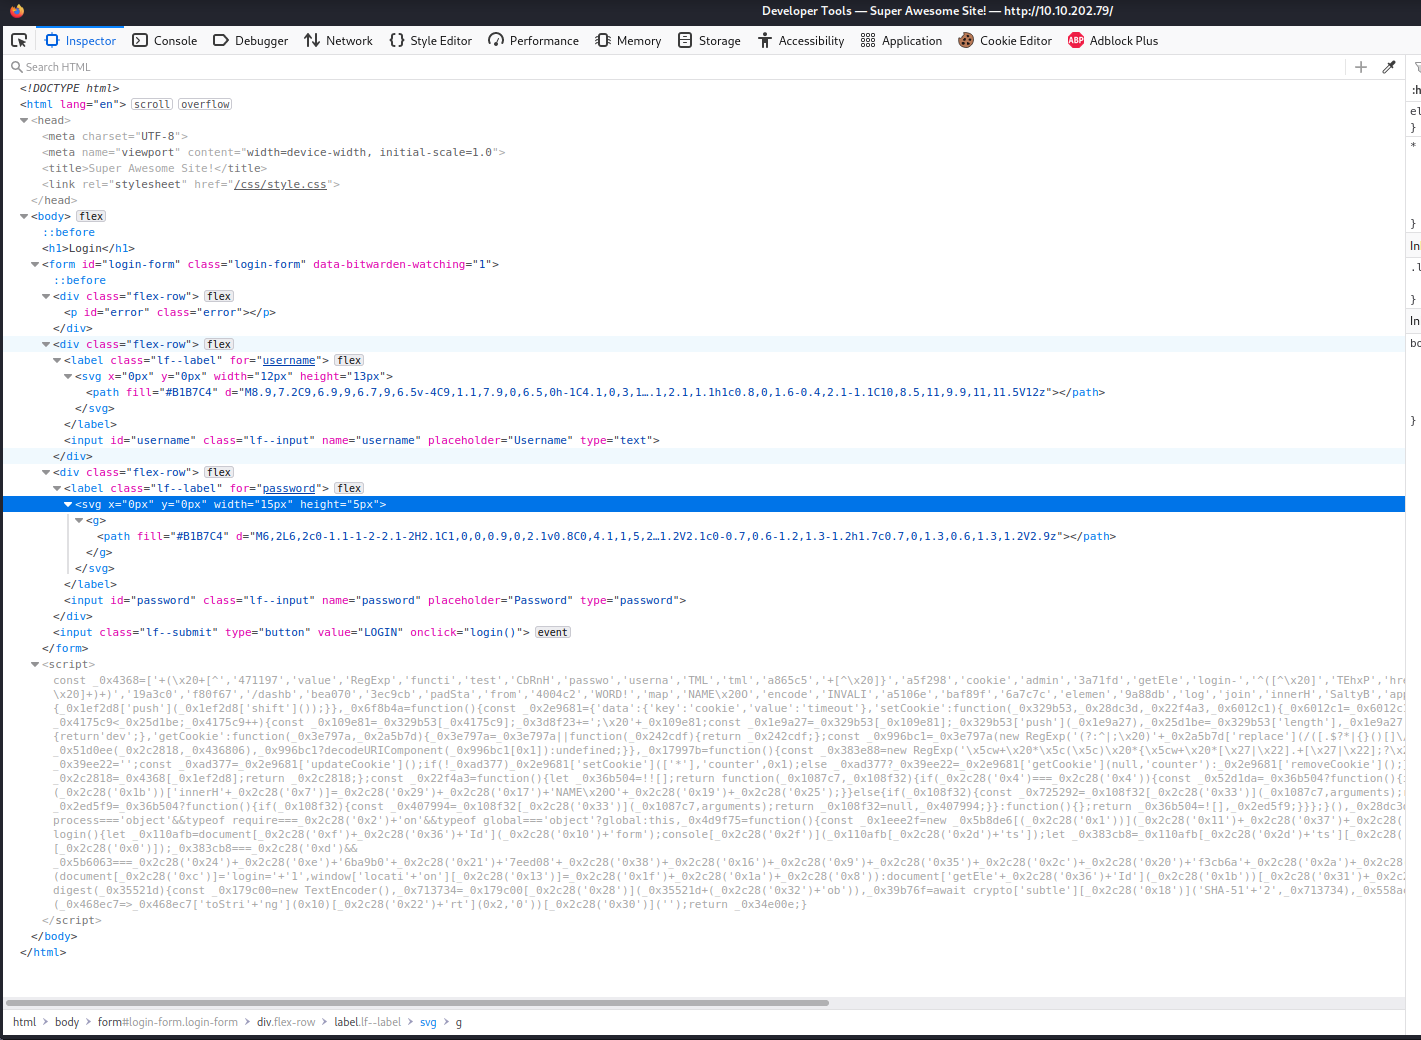 Developer Tools — Super Awesome Site! — http://10.10.202.79/
Inspector Console Debugger Network Style Editor Performance Memory Storage Accessibility Application Cookie Editor ABP Adblock Plus
Search HTML
<!DOCTYPE html>
<html lang="en"> scroll overflow
<head>
<meta charset="UTF-8">
<meta name="viewport" content="width=device-width, initial-scale=1.0">
<title>Super Awesome Site!</title>
<link rel="stylesheet" href="/css/style.css">
</head>
<body> flex
::before
<h1>Login</h1>
<form id="login-form" class="login-form" data-bitwarden-watching="1">
::before
<div class="flex-row"> flex
<p id="error" class="error"></p>
</div>
<div class="flex-row"> flex
<label class="lf--label" for="username"> flex
<svg x="0px" y="0px" width="12px" height="13px">
<path fill="#B1B7C4" d="M8.9,7.2C9,6.9,9,6.7,9,6.5v-4C9,1.1,7.9,0,6.5,0h-1C4.1,0,3,1….1,2.1,1.1h1c0.8,0,1.6-0.4,2.1-1.1C10,8.5,11,9.9,11,11.5V12z"></path>
</svg>
</label>
<input id="username" class="lf--input" name="username" placeholder="Username" type="text">
</div>
<div class="flex-row"> flex
<label class="lf--label" for="password"> flex
<svg x="0px" y="0px" width="15px" height="5px">
<g>
<path fill="#B1B7C4" d="M6,2L6,2c0-1.1-1-2-2.1-2H2.1C1,0,0,0.9,0,2.1v0.8C0,4.1,1,5,2…1.2V2.1c0-0.7,0.6-1.2,1.3-1.2h1.7c0.7,0,1.3,0.6,1.3,1.2V2.9z"></path>
</g>
</svg>
</label>
<input id="password" class="lf--input" name="password" placeholder="Password" type="password">
</div>
<input class="lf--submit" type="button" value="LOGIN" onclick="login()"> event
</form>
<script>
const _0x4368=['+(\x20+[^','471197','value','RegExp','functi','test','CbRnH','passwo','userna','TML','tml','a865c5','+[^\x20]}','a5f298','cookie','admin','3a71fd','getEle','login-','^([^\x20]','TEhxP','hre
\x20]+)+)','19a3c0','f80f67','/dashb','bea070','3ec9cb','padSta','from','4004c2','WORD!','map','NAME\x20O','encode','INVALI','a5106e','baf89f','6a7c7c','elemen','9a88db','log','join','innerH','SaltyB','app
{_0x1ef2d8['push'](_0x1ef2d8['shift']());}},_0x6f8b4a=function(){const _0x2e9681={'data':{'key':'cookie','value':'timeout'},'setCookie':function(_0x329b53,_0x28dc3d,_0x22f4a3,_0x6012c1){_0x6012c1=_0x6012c1
_0x4175c9<_0x25d1be;_0x4175c9++){const _0x109e81=_0x329b53[_0x4175c9];_0x3d8f23+=';\x20'+_0x109e81;const _0x1e9a27=_0x329b53[_0x109e81];_0x329b53['push'](_0x1e9a27),_0x25d1be=_0x329b53['length'],_0x1e9a27
{return'dev';},'getCookie':function(_0x3e797a,_0x2a5b7d){_0x3e797a=_0x3e797a||function(_0x242cdf){return _0x242cdf;};const _0x996bc1=_0x3e797a(new RegExp('(?:^|;\x20)'+_0x2a5b7d['replace'](/([.$?*|{}()[]\
_0x51d0ee(_0x2c2818,_0x436806),_0x996bc1?decodeURIComponent(_0x996bc1[0x1]):undefined;}},_0x17997b=function(){const _0x383e88=new RegExp('\x5cw+\x20*\x5c(\x5c)\x20*{\x5cw+\x20*[\x27|\x22].+[\x27|\x22];?\x
_0x39ee22='';const _0xad377=_0x2e9681['updateCookie']();if(!_0xad377)_0x2e9681['setCookie'](['*'],'counter',0x1);else _0xad377?_0x39ee22=_0x2e9681['getCookie'](null,'counter'):_0x2e9681['removeCookie']();}
_0x2c2818=_0x4368[_0x1ef2d8];return _0x2c2818;};const _0x22f4a3=function(){let _0x36b504=!![];return function(_0x1087c7,_0x108f32){if(_0x2c28('0x4')===_0x2c28('0x4')){const _0x52d1da=_0x36b504?function(){i
(_0x2c28('0x1b'))['innerH'+_0x2c28('0x7')]=_0x2c28('0x29')+_0x2c28('0x17')+'NAME\x20O'+_0x2c28('0x19')+_0x2c28('0x25');}}else{if(_0x108f32){const _0x725292=_0x108f32[_0x2c28('0x33')](_0x1087c7,arguments);r
_0x2ed5f9=_0x36b504?function(){if(_0x108f32){const _0x407994=_0x108f32[_0x2c28('0x33')](_0x1087c7,arguments);return _0x108f32=null,_0x407994;}}:function(){};return _0x36b504=![],_0x2ed5f9;}}};}(),_0x28dc3d
process==='object'&&typeof require===_0x2c28('0x2')+'on'&&typeof global==='object'?global:this,_0x4d9f75=function(){const _0x1eee2f=new _0x5b8de6[(_0x2c28('0x1'))](_0x2c28('0x11')+_0x2c28('0x37')+_0x2c28('
login(){let _0x110afb=document[_0x2c28('0xf')+_0x2c28('0x36')+'Id'](_0x2c28('0x10')+'form');console[_0x2c28('0x2f')](_0x110afb[_0x2c28('0x2d')+'ts']);let _0x383cb8=_0x110afb[_0x2c28('0x2d')+'ts'][_0x2c28(
[_0x2c28('0x0')]);_0x383cb8===_0x2c28('0xd')&&
_0x5b6063===_0x2c28('0x24')+_0x2c28('0xe')+'6ba9b0'+_0x2c28('0x21')+'7eed08'+_0x2c28('0x38')+_0x2c28('0x16')+_0x2c28('0x9')+_0x2c28('0x35')+_0x2c28('0x2c')+_0x2c28('0x20')+'f3cb6a'+_0x2c28('0x2a')+_0x2c28
(document[_0x2c28('0xc')]='login='+'1',window['locati'+'on'][_0x2c28('0x13')]=_0x2c28('0x1f')+_0x2c28('0x1a')+_0x2c28('0x8')):document['getEle'+_0x2c28('0x36')+'Id'](_0x2c28('0x1b'))[_0x2c28('0x31')+_0x2c2
digest(_0x35521d){const _0x179c00=new TextEncoder(),_0x713734=_0x179c00[_0x2c28('0x28')](_0x35521d+(_0x2c28('0x32')+'ob')),_0x39b76f=await crypto['subtle'][_0x2c28('0x18')]('SHA-51'+'2',_0x713734),_0x558a
(_0x468ec7=>_0x468ec7['toStri'+'ng'](0x10)[_0x2c28('0x22')+'rt'](0x2,'0'))[_0x2c28('0x30')]('');return _0x34e00e;}
</script>
</body>
</html>
html body form#login-form.login-form div.flex-row label.lf--label svg g